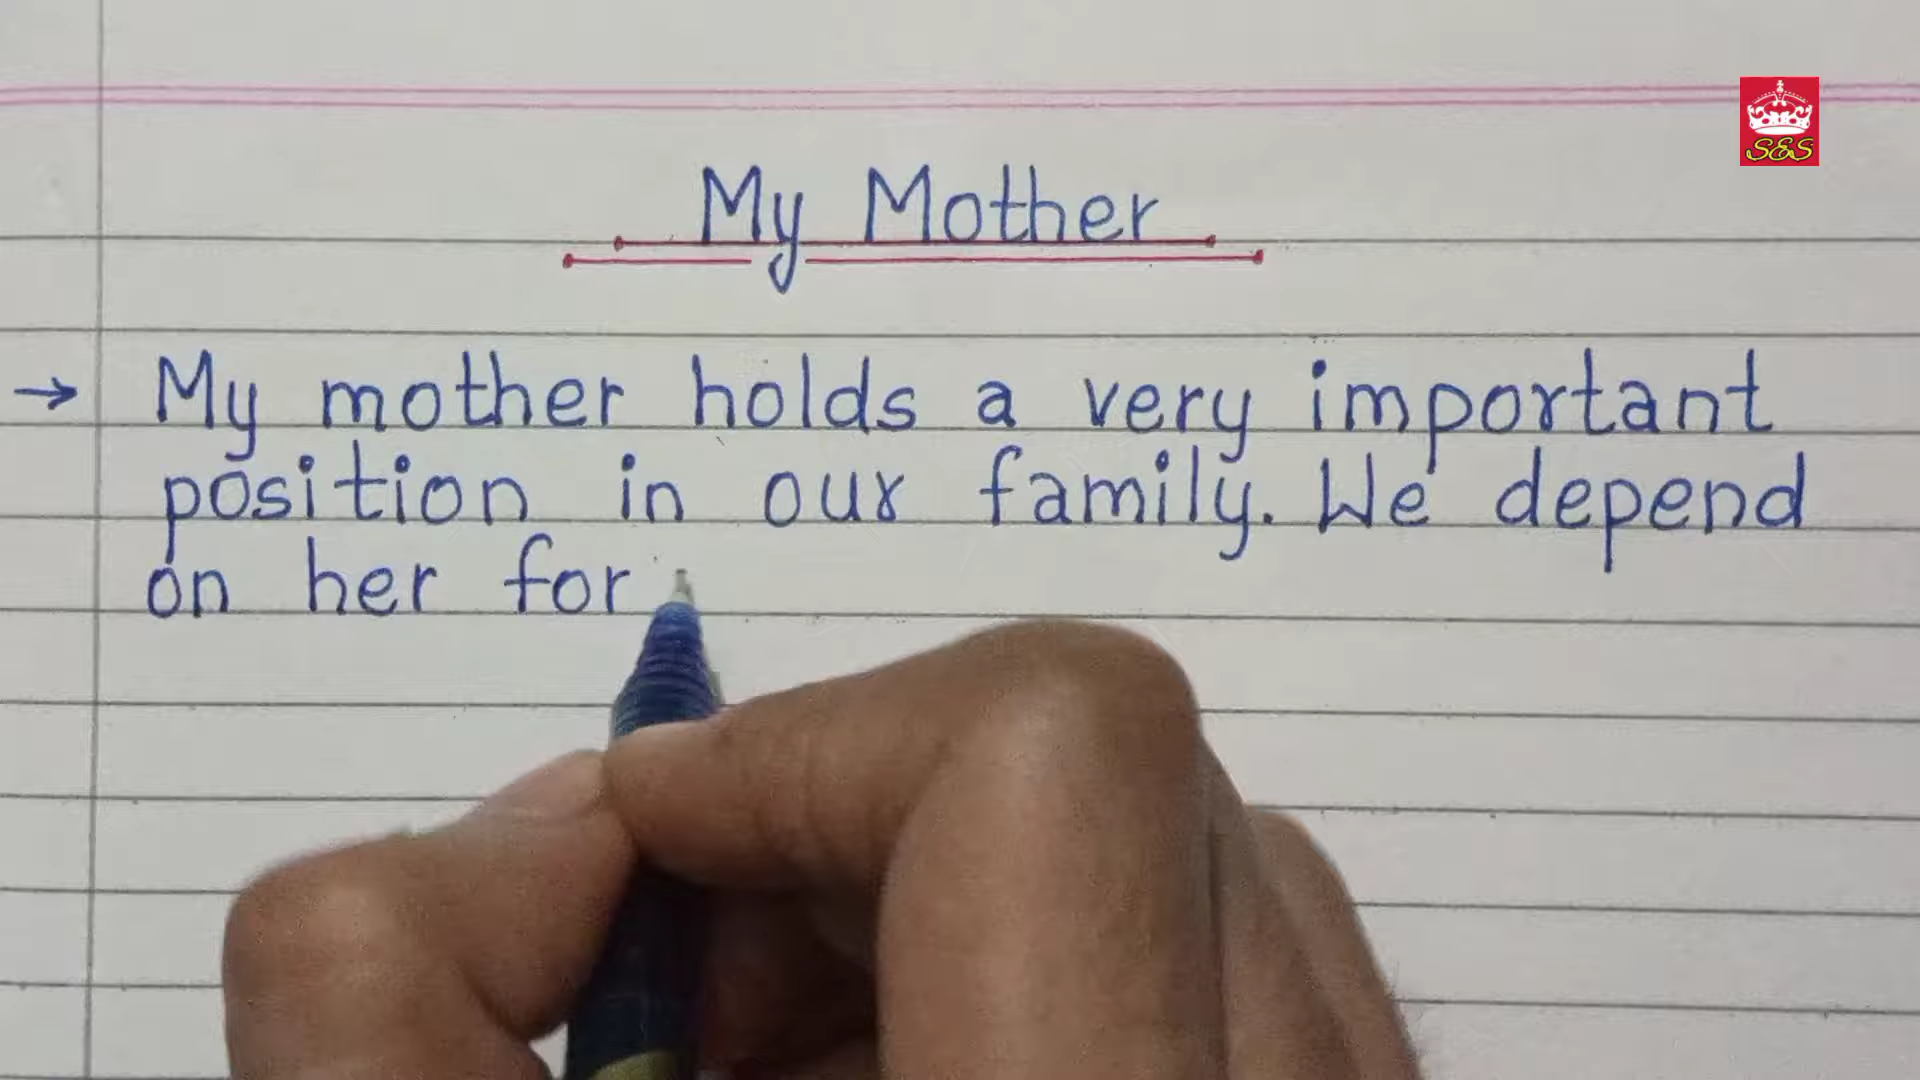 My Mother
→ My mother holds a very important
position in our family. We depend
on her for
S&S